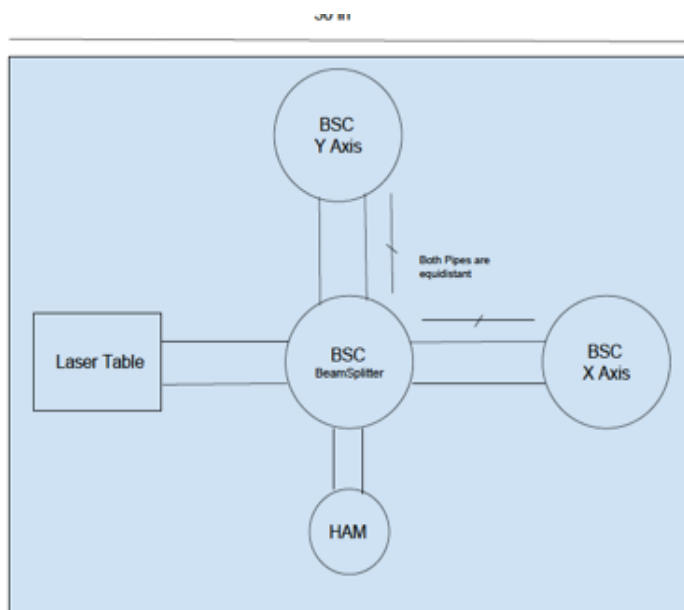 BSC
Y Axis
Both Pipes are
equidistant
Laser Table
BSC
BeamSplitter
BSC
X Axis
HAM